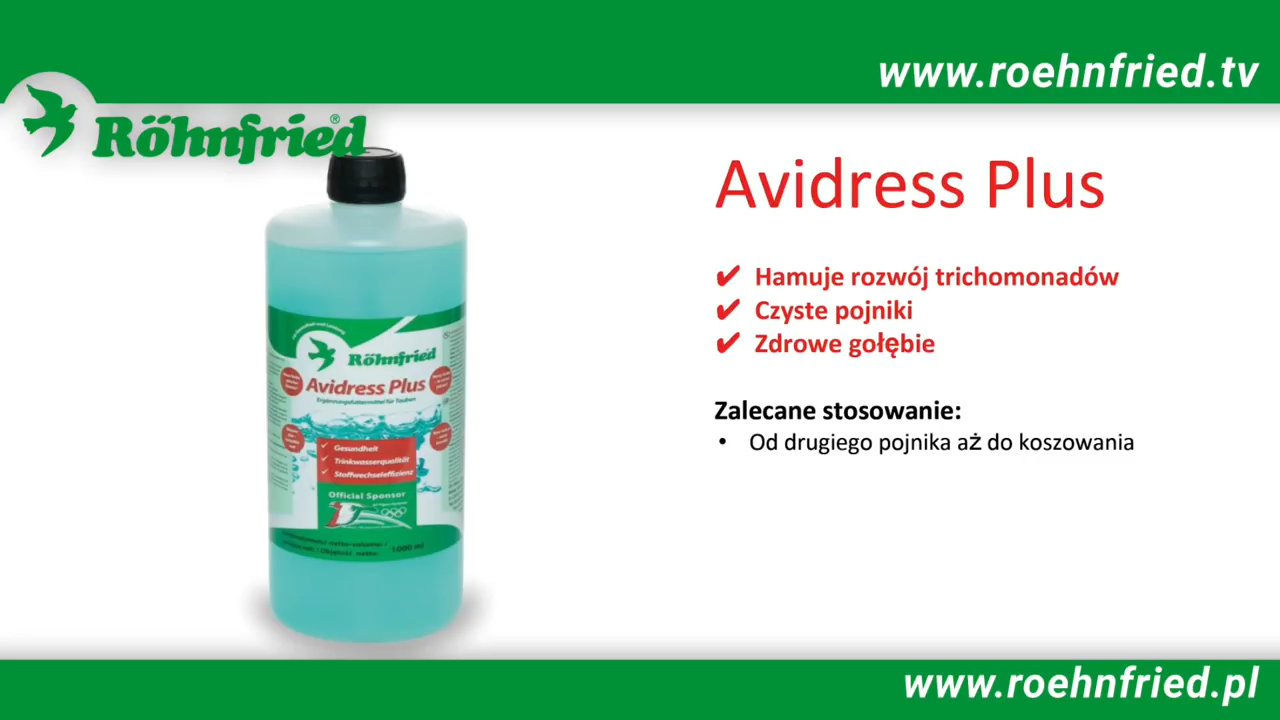 www.roehnfried.tv
Röhnfried®
Avidress Plus
✔ Hamuje rozwój trichomonadów
✔ Czyste pojniki
✔ Zdrowe gołębie
Zalecane stosowanie:
• Od drugiego pojnika aż do koszowania
Röhnfried
Avidress Plus
Ergänzungsfuttermittel für Tauben
✓ Gesundheit
✓ Trinkwasserqualität
✓ Stoffwechseleffizienz
Official Sponsor
1000 ml
www.roehnfried.pl